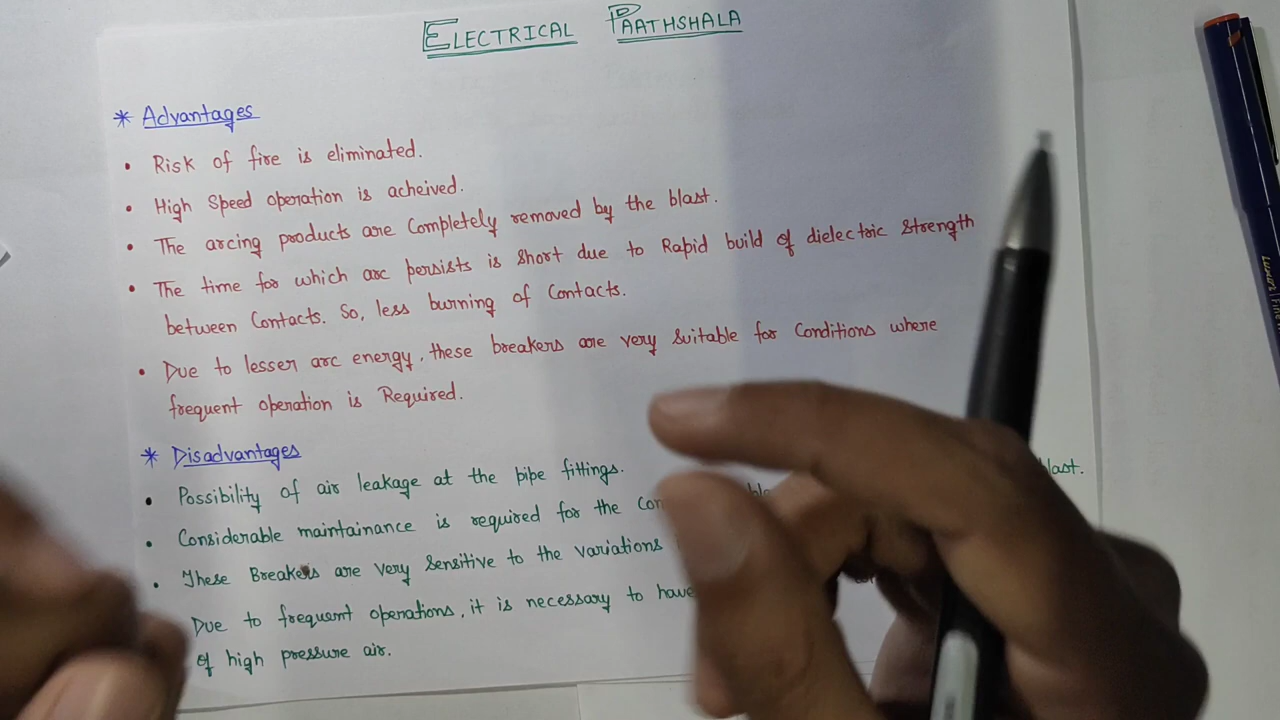 ELECTRICAL PAATHSHALA
* Advantages
• Risk of fire is eliminated.
• High Speed operation is acheived.
• The arcing products are Completely removed by the blast.
• The time for which arc persists is short due to Rapid build of dielectric strength
between Contacts. So, less burning of Contacts.
• Due to lesser arc energy, these breakers are very suitable for Conditions where
frequent operation is Required.
* Disadvantages
• Possibility of air leakage at the pipe fittings.
• Considerable maintainance is required for the blast.
• These Breakers are very sensitive to the variations
Due to frequent operations, it is necessary to have
of high pressure air.